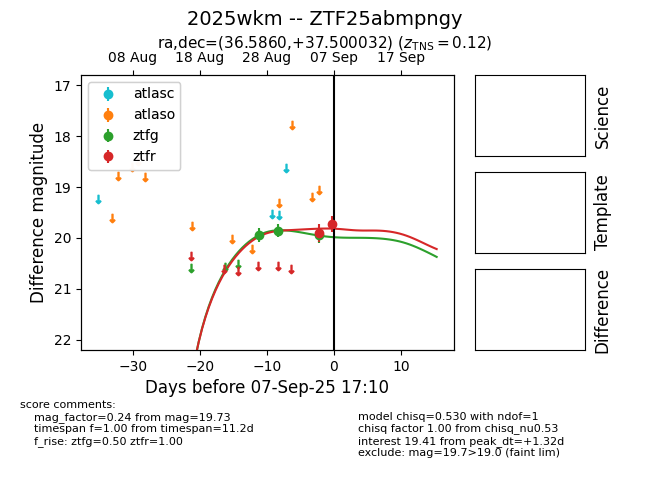 2025wkm -- ZTF25abmpngy
ra,dec=(36.5860,+37.500032) (z_TNS = 0.12)
08 Aug 18 Aug 28 Aug 07 Sep 17 Sep
atlasc
atlaso
ztfg
ztfr
17
18
19
20
21
22
Difference magnitude
−30 −20 −10 0 10
Days before 07-Sep-25 17:10
Science
Template
Difference
score comments:
mag_factor=0.24 from mag=19.73
timespan f=1.00 from timespan=11.2d
f_rise: ztfg=0.50 ztfr=1.00
model chisq=0.530 with ndof=1
chisq factor 1.00 from chisq_nu0.53
interest 19.41 from peak_dt=+1.32d
exclude: mag=19.7>19.0 (faint lim)